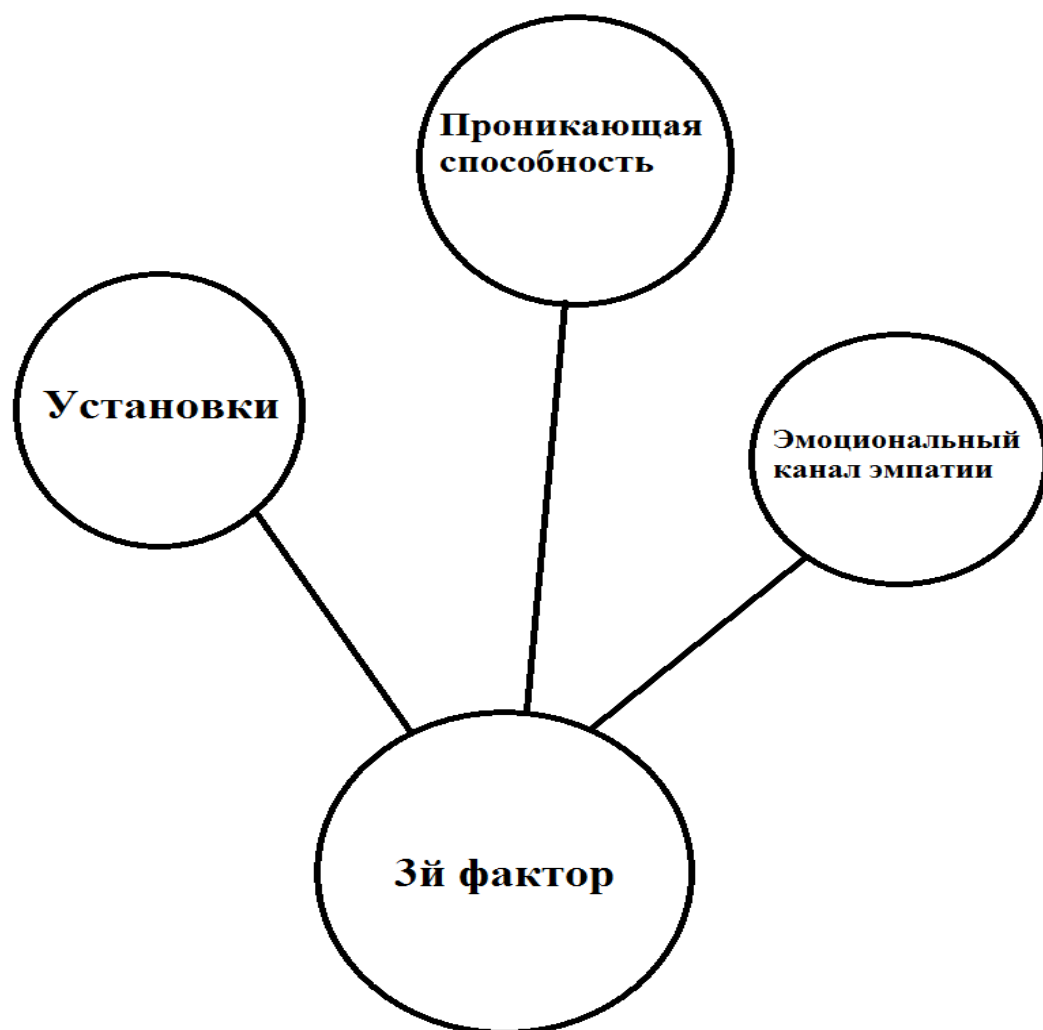 Проникающая
способность
Установки
Эмоциональный
канал эмпатии
3й фактор